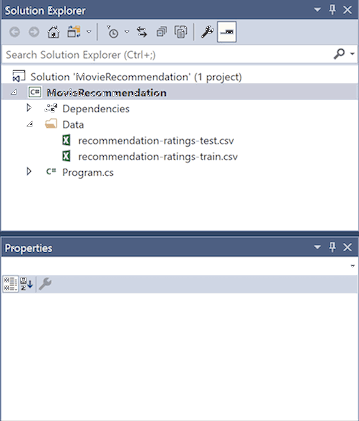 Solution Explorer
Search Solution Explorer (Ctrl+;)
Solution 'MovieRecommendation' (1 project)
C# MovieRecommendation
Dependencies
Data
recommendation-ratings-test.csv
recommendation-ratings-train.csv
C# Program.cs
Properties